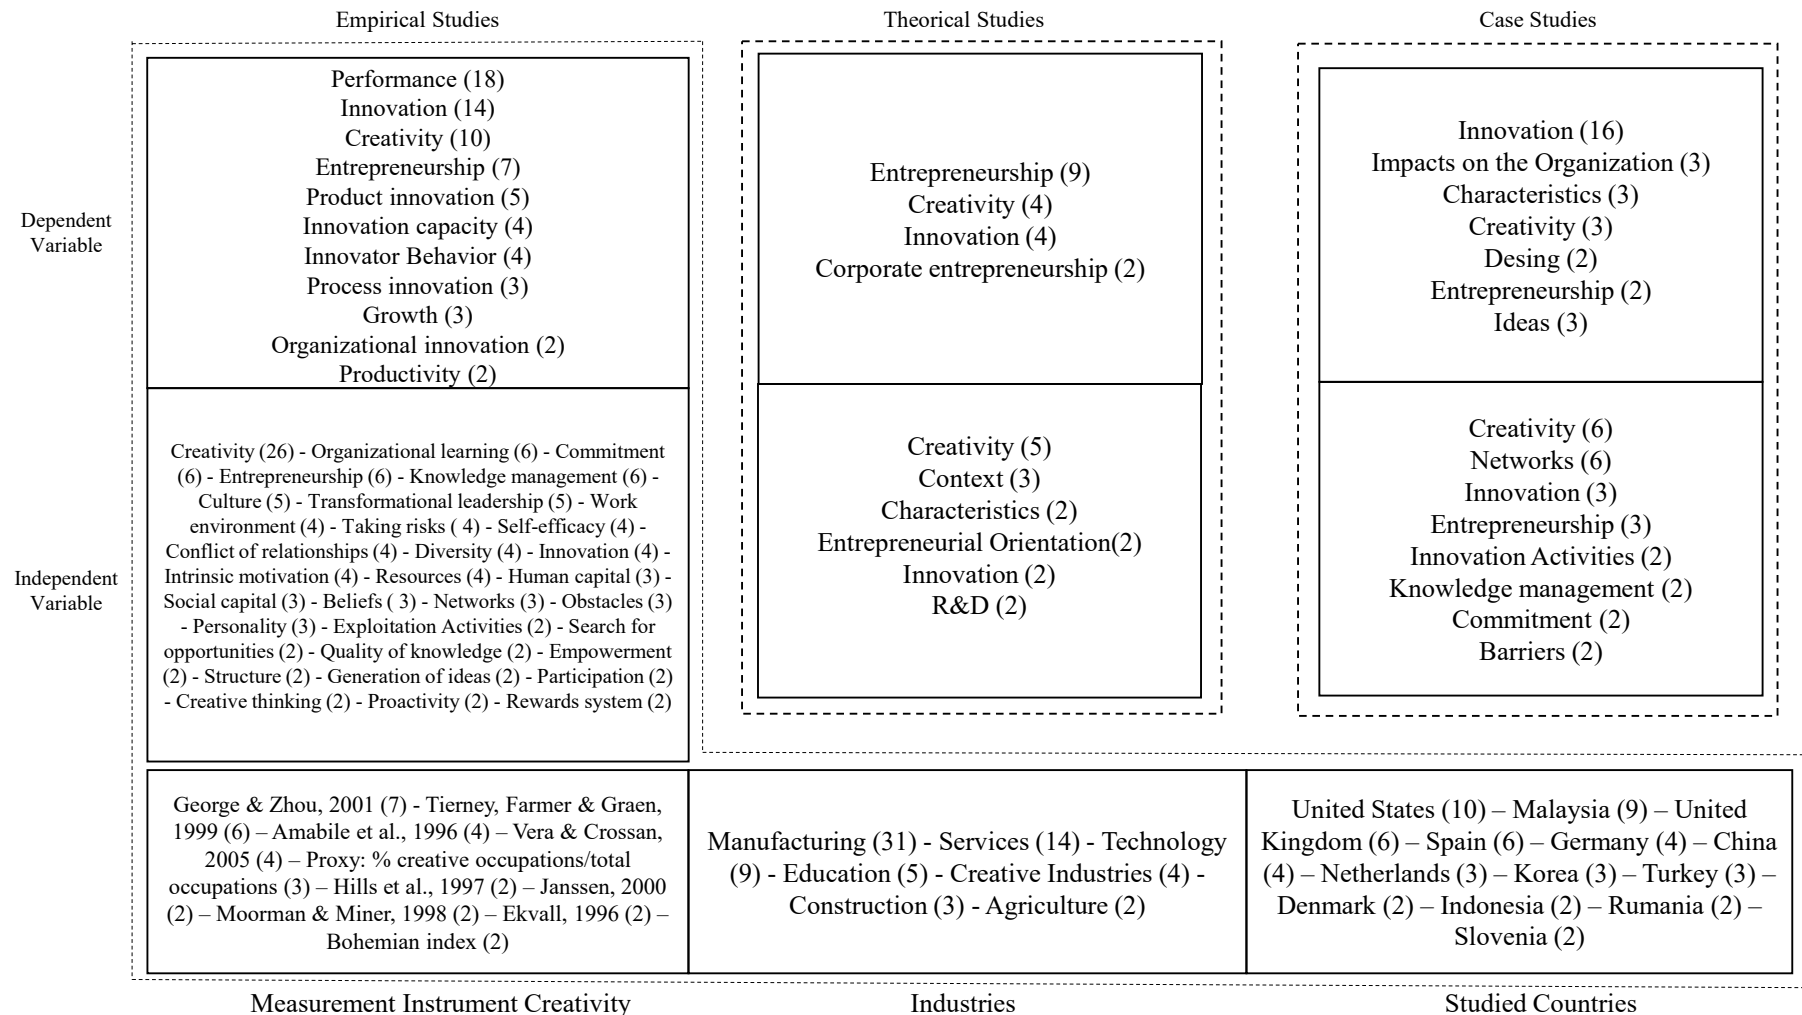 Empirical Studies
Theorical Studies
Case Studies
Dependent
Variable
Performance (18)
Innovation (14)
Creativity (10)
Entrepreneurship (7)
Product innovation (5)
Innovation capacity (4)
Innovator Behavior (4)
Process innovation (3)
Growth (3)
Organizational innovation (2)
Productivity (2)
Entrepreneurship (9)
Creativity (4)
Innovation (4)
Corporate entrepreneurship (2)
Innovation (16)
Impacts on the Organization (3)
Characteristics (3)
Creativity (3)
Desing (2)
Entrepreneurship (2)
Ideas (3)
Independent
Variable
Creativity (26) - Organizational learning (6) - Commitment
(6) - Entrepreneurship (6) - Knowledge management (6) -
Culture (5) - Transformational leadership (5) - Work
environment (4) - Taking risks ( 4) - Self-efficacy (4) -
Conflict of relationships (4) - Diversity (4) - Innovation (4) -
Intrinsic motivation (4) - Resources (4) - Human capital (3) -
Social capital (3) - Beliefs ( 3) - Networks (3) - Obstacles (3)
- Personality (3) - Exploitation Activities (2) - Search for
opportunities (2) - Quality of knowledge (2) - Empowerment
(2) - Structure (2) - Generation of ideas (2) - Participation (2)
- Creative thinking (2) - Proactivity (2) - Rewards system (2)
Creativity (5)
Context (3)
Characteristics (2)
Entrepreneurial Orientation(2)
Innovation (2)
R&D (2)
Creativity (6)
Networks (6)
Innovation (3)
Entrepreneurship (3)
Innovation Activities (2)
Knowledge management (2)
Commitment (2)
Barriers (2)
George & Zhou, 2001 (7) - Tierney, Farmer & Graen,
1999 (6) – Amabile et al., 1996 (4) – Vera & Crossan,
2005 (4) – Proxy: % creative occupations/total
occupations (3) – Hills et al., 1997 (2) – Janssen, 2000
(2) – Moorman & Miner, 1998 (2) – Ekvall, 1996 (2) –
Bohemian index (2)
Manufacturing (31) - Services (14) - Technology
(9) - Education (5) - Creative Industries (4) -
Construction (3) - Agriculture (2)
United States (10) – Malaysia (9) – United
Kingdom (6) – Spain (6) – Germany (4) – China
(4) – Netherlands (3) – Korea (3) – Turkey (3) –
Denmark (2) – Indonesia (2) – Rumania (2) –
Slovenia (2)
Measurement Instrument Creativity
Industries
Studied Countries